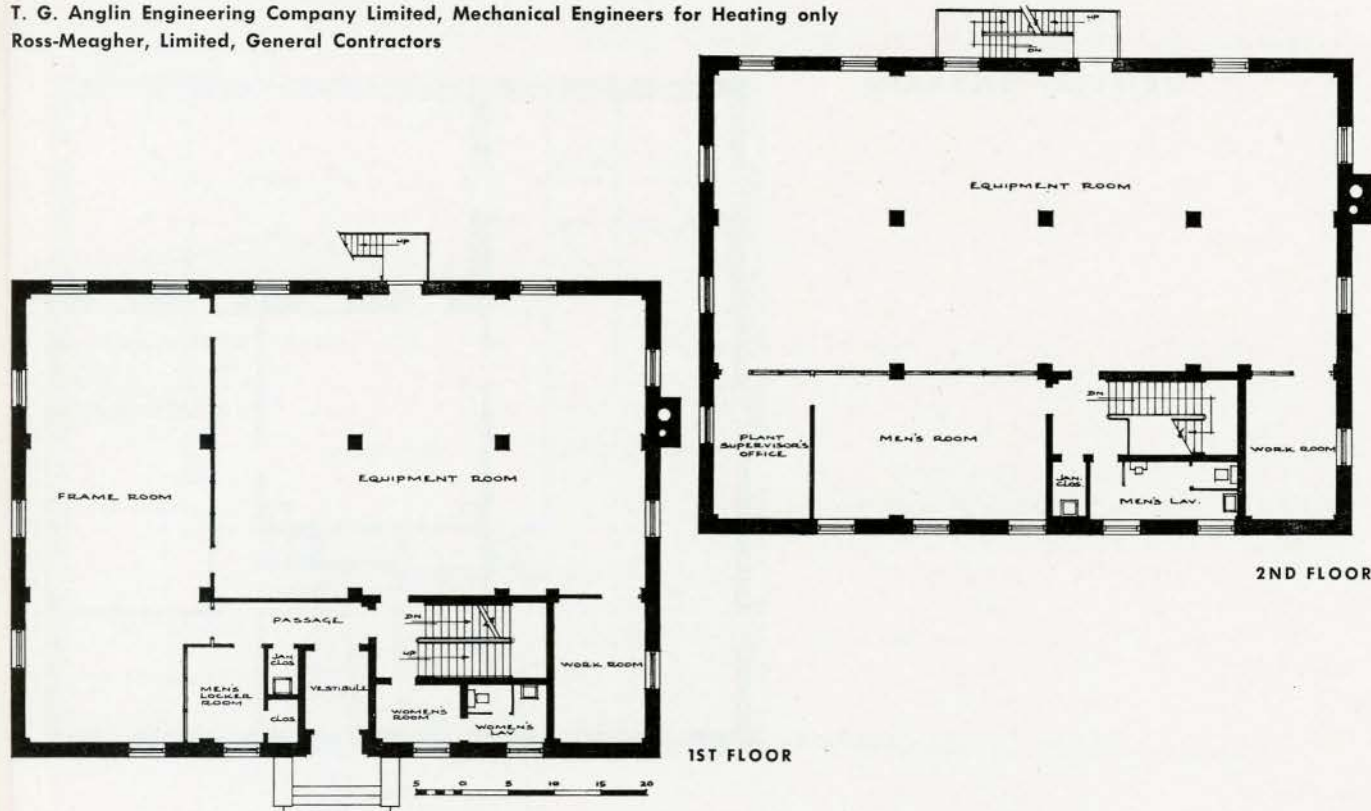 T. G. Anglin Engineering Company Limited, Mechanical Engineers for Heating only
Ross-Meagher, Limited, General Contractors
UP
FRAME ROOM
EQUIPMENT ROOM
PASSAGE
DN
UP
JAN.
CLOS.
MEN'S
LOCKER
ROOM
CLOS.
VESTIBULE
WOMEN'S
ROOM
WOMEN'S
LAV.
WORK ROOM
1ST FLOOR
5 0 5 10 15 20
UP
DN
EQUIPMENT ROOM
PLANT
SUPERVISOR'S
OFFICE
MEN'S ROOM
DN
JAN.
CLOS.
MEN'S LAV.
WORK ROOM
2ND FLOOR